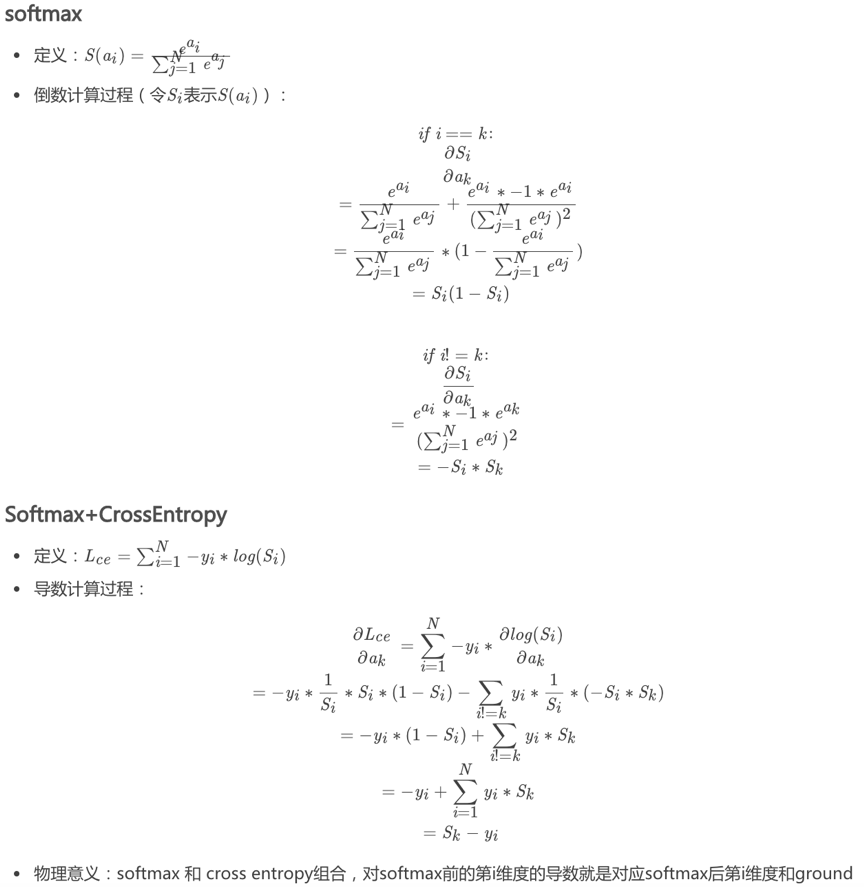 softmax
• 定义：S(a_i) = \frac{e^{a_i}}{\sum_{j=1}^{N} e^{a_j}}
• 倒数计算过程（令S_i表示S(a_i)）：
if i == k:
\frac{∂S_i}{∂a_k}
= \frac{e^{a_i}}{\sum_{j=1}^{N} e^{a_j}} + \frac{e^{a_i} * -1 * e^{a_i}}{(\sum_{j=1}^{N} e^{a_j})^2}
= \frac{e^{a_i}}{\sum_{j=1}^{N} e^{a_j}} * (1 - \frac{e^{a_i}}{\sum_{j=1}^{N} e^{a_j}})
= S_i(1 - S_i)
if i! = k:
\frac{∂S_i}{∂a_k}
= \frac{e^{a_i} * -1 * e^{a_k}}{(\sum_{j=1}^{N} e^{a_j})^2}
= -S_i * S_k
Softmax+CrossEntropy
• 定义：L_{ce} = \sum_{i=1}^{N} -y_i * log(S_i)
• 导数计算过程：
\frac{∂L_{ce}}{∂a_k} = \sum_{i=1}^{N} -y_i * \frac{∂log(S_i)}{∂a_k}
= -y_i * \frac{1}{S_i} * S_i * (1 - S_i) - \sum_{i!=k} y_i * \frac{1}{S_i} * (-S_i * S_k)
= -y_i * (1 - S_i) + \sum_{i!=k} y_i * S_k
= -y_i + \sum_{i=1}^{N} y_i * S_k
= S_k - y_i
• 物理意义：softmax 和 cross entropy组合，对softmax前的第i维度的导数就是对应softmax后第i维度和ground